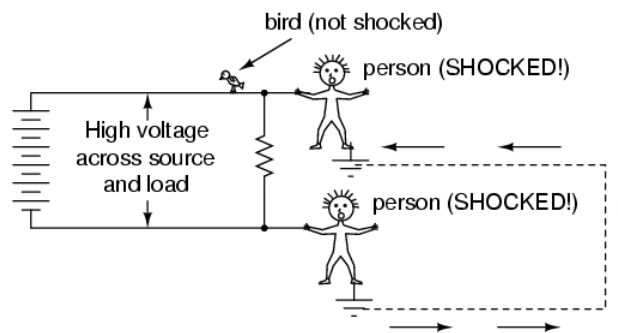 bird (not shocked)
person (SHOCKED!)
High voltage
across source
and load
person (SHOCKED!)